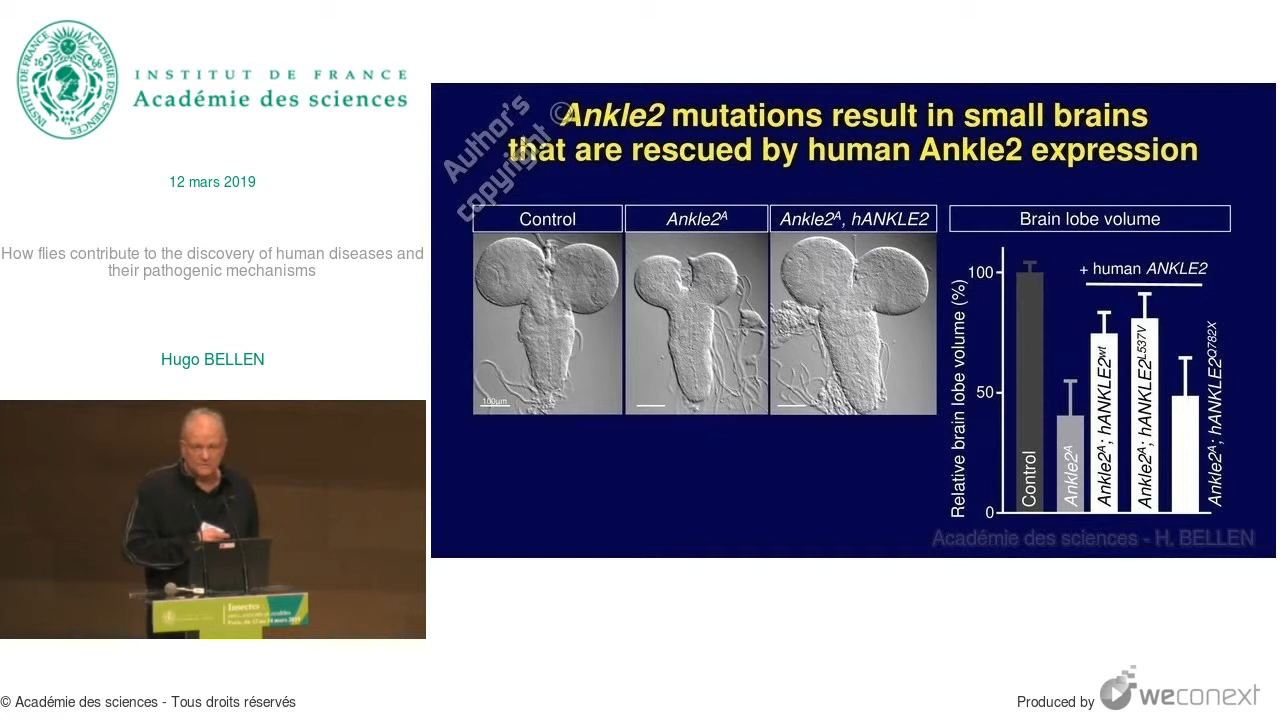 INSTITUT DE FRANCE
Académie des sciences
12 mars 2019
How flies contribute to the discovery of human diseases and
their pathogenic mechanisms
Hugo BELLEN
Insectes
© Académie des sciences - Tous droits réservés
Author's
copyright ©
Ankle2 mutations result in small brains
that are rescued by human Ankle2 expression
Control
Ankle2ᴬ
Ankle2ᴬ, hANKLE2
100µm
Brain lobe volume
+ human ANKLE2
Relative brain lobe volume (%)
100
50
0
Control
Ankle2ᴬ
Ankle2ᴬ; hANKLE2ʷᵗ
Ankle2ᴬ; hANKLE2L537V
Ankle2ᴬ; hANKLE2Q782X
Académie des sciences - H. BELLEN
Produced by
weconext